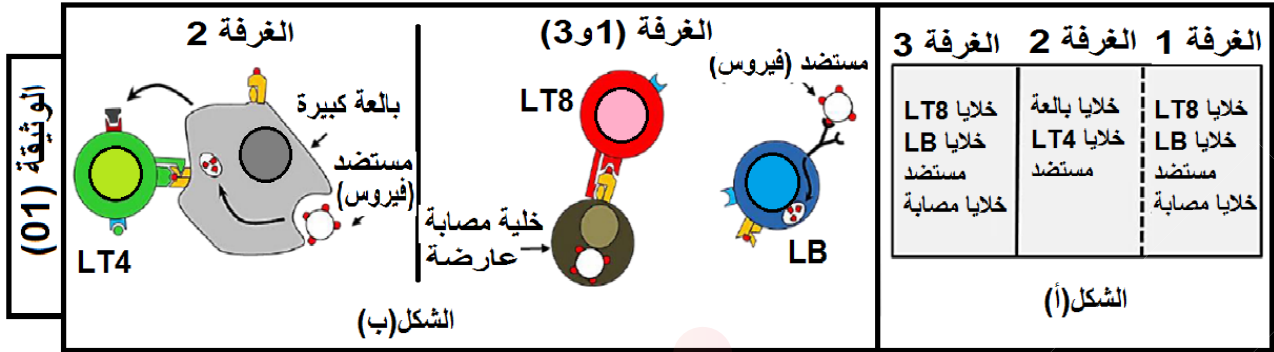 الغرفة 1 الغرفة 2 الغرفة 3
خلايا LT8
خلايا LB
مستضد
خلايا مصابة
خلايا بالعة
خلايا LT4
مستضد
خلايا LT8
خلايا LB
مستضد
خلايا مصابة
الشكل(أ)
الغرفة (1و3)
مستضد (فيروس)
LT8
LB
خلية مصابة
عارضة
الغرفة 2
بالعة كبيرة
مستضد
(فيروس)
LT4
الشكل(ب)
الوثيقة (01)